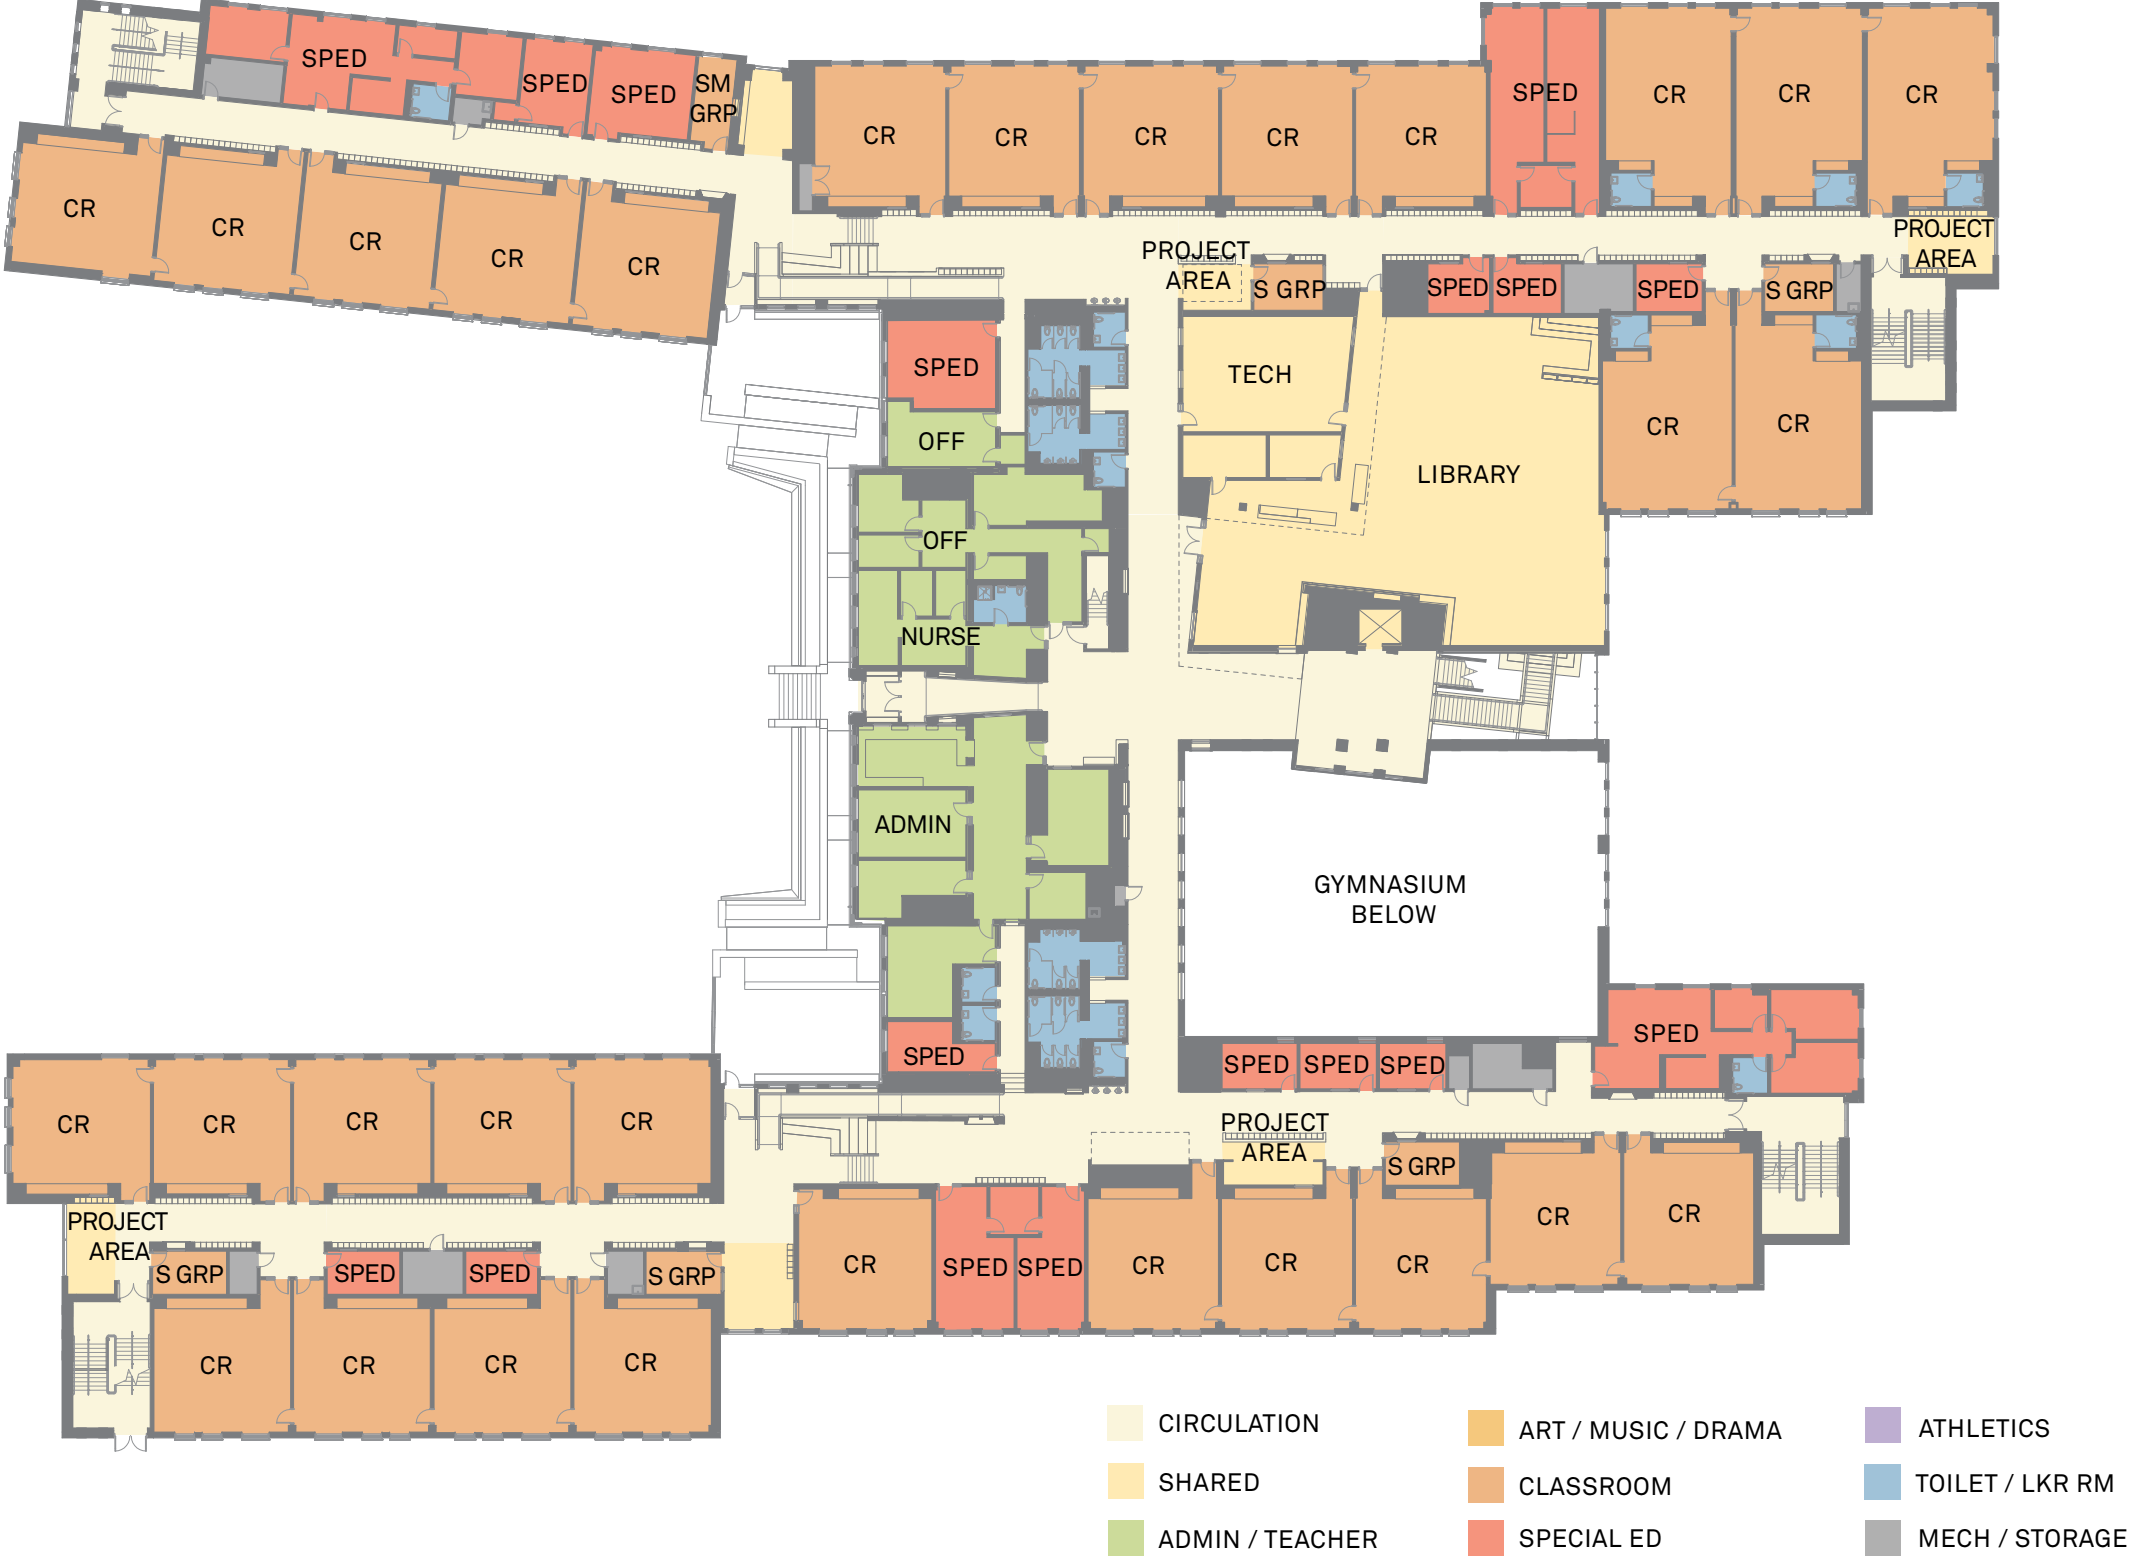 SPED
SPED
SPED
SM
GRP
CR
CR
CR
CR
CR
CR
CR
CR
CR
CR
SPED
CR
CR
CR
PROJECT
AREA
PROJECT
AREA
S GRP
SPED
SPED
SPED
S GRP
SPED
OFF
TECH
LIBRARY
CR
CR
OFF
NURSE
ADMIN
GYMNASIUM
BELOW
SPED
SPED
SPED
SPED
SPED
CR
CR
CR
CR
CR
PROJECT
AREA
PROJECT
AREA
S GRP
SPED
SPED
S GRP
CR
SPED
SPED
CR
CR
CR
S GRP
CR
CR
CR
CR
CR
CR
CIRCULATION
SHARED
ADMIN / TEACHER
ART / MUSIC / DRAMA
CLASSROOM
SPECIAL ED
ATHLETICS
TOILET / LKR RM
MECH / STORAGE